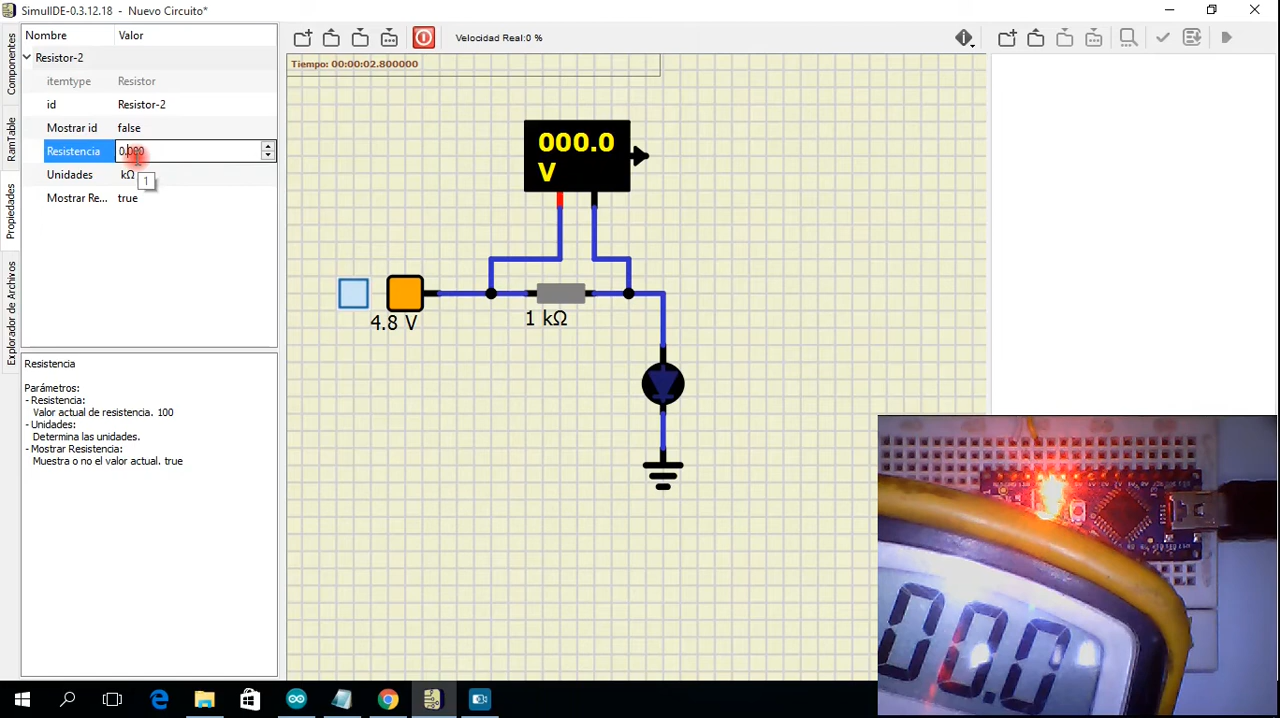 SimulIDE-0.3.12.18 - Nuevo Circuito*
Nombre Valor
Resistor-2
itemtype Resistor
id Resistor-2
Mostrar id false
Resistencia 0.000
Unidades kΩ
1
Mostrar Re... true
Componentes
RamTable
Propiedades
Explorador de Archivos
Resistencia
Parámetros:
- Resistencia:
Valor actual de resistencia. 100
- Unidades:
Determina las unidades.
- Mostrar Resistencia:
Muestra o no el valor actual. true
Velocidad Real:0 %
Tiempo: 00:00:02.800000
000.0
V
4.8 V
1 kΩ
00.0